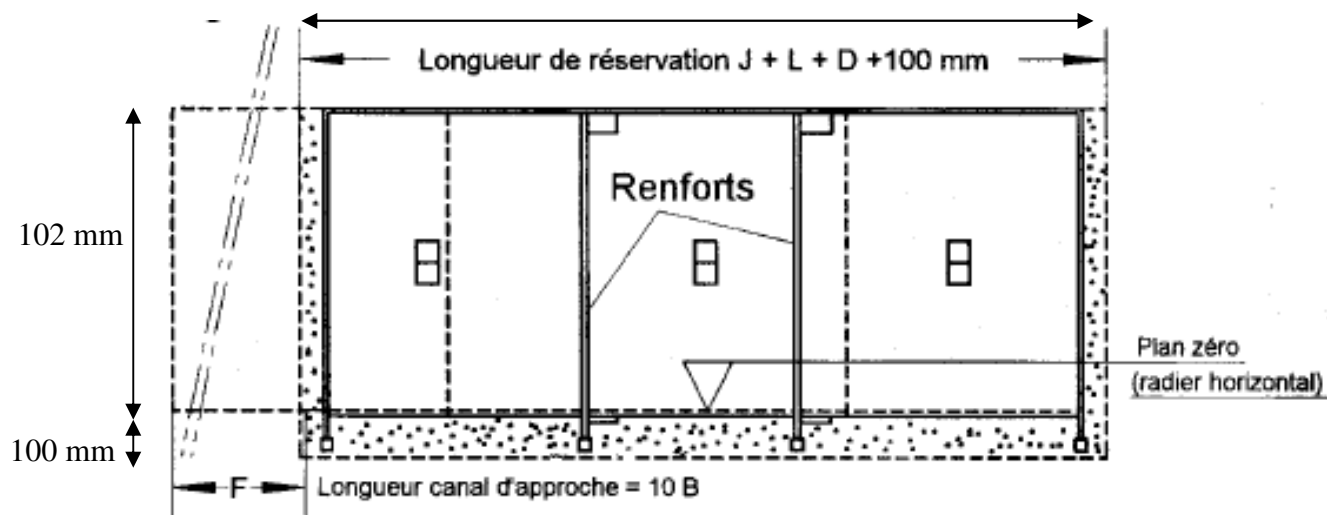 Longueur de réservation J + L + D +100 mm
Renforts
102 mm
Plan zéro
(radier horizontal)
100 mm
F
Longueur canal d'approche = 10 B